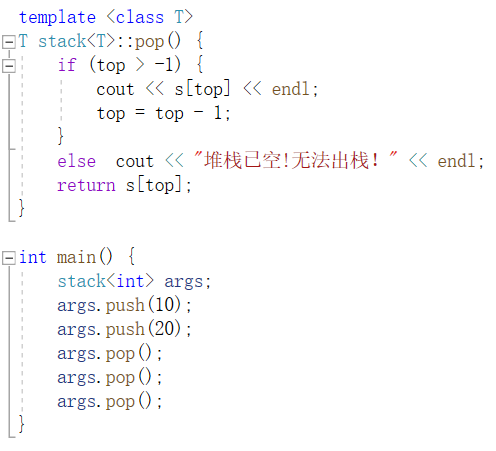 template <class T>
T stack<T>::pop() {
if (top > -1) {
cout << s[top] << endl;
top = top - 1;
}
else  cout << "堆栈已空!无法出栈！" << endl;
return s[top];
}
int main() {
stack<int> args;
args.push(10);
args.push(20);
args.pop();
args.pop();
args.pop();
}